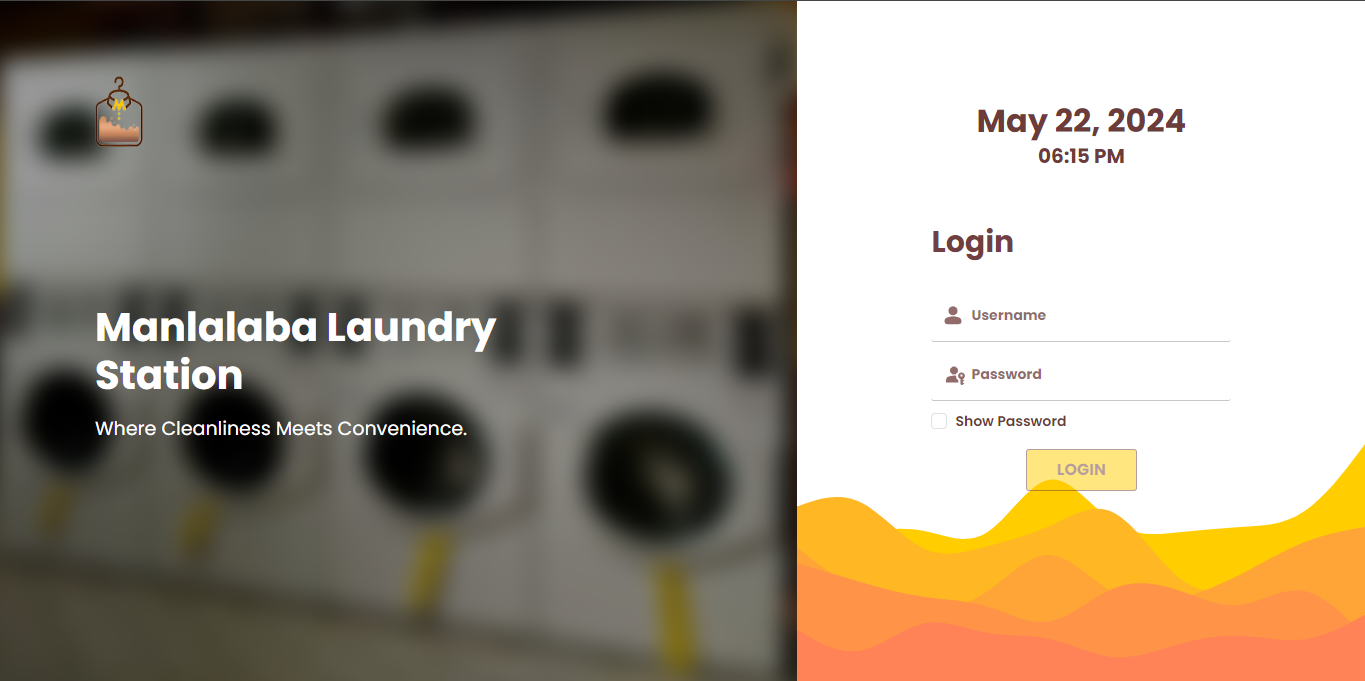 Manlalaba Laundry
Station
Where Cleanliness Meets Convenience.
May 22, 2024
06:15 PM
Login
Username
Password
Show Password
LOGIN